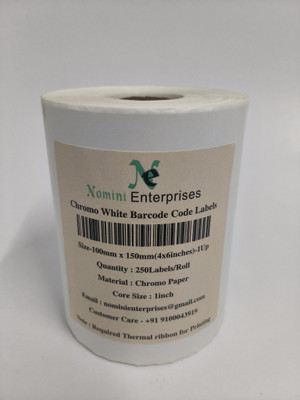 Ne
Nomini Enterprises
Chromo White Barcode Code Labels
Size-100mm x 150mm(4x6inches)-1Up
Quantity : 250Labels/Roll
Material : Chromo Paper
Core Size : 1inch
Email : nominienterprises@gmail.com
Customer Care - +91 9100043919
Note : Required Thermal ribbon for Printing